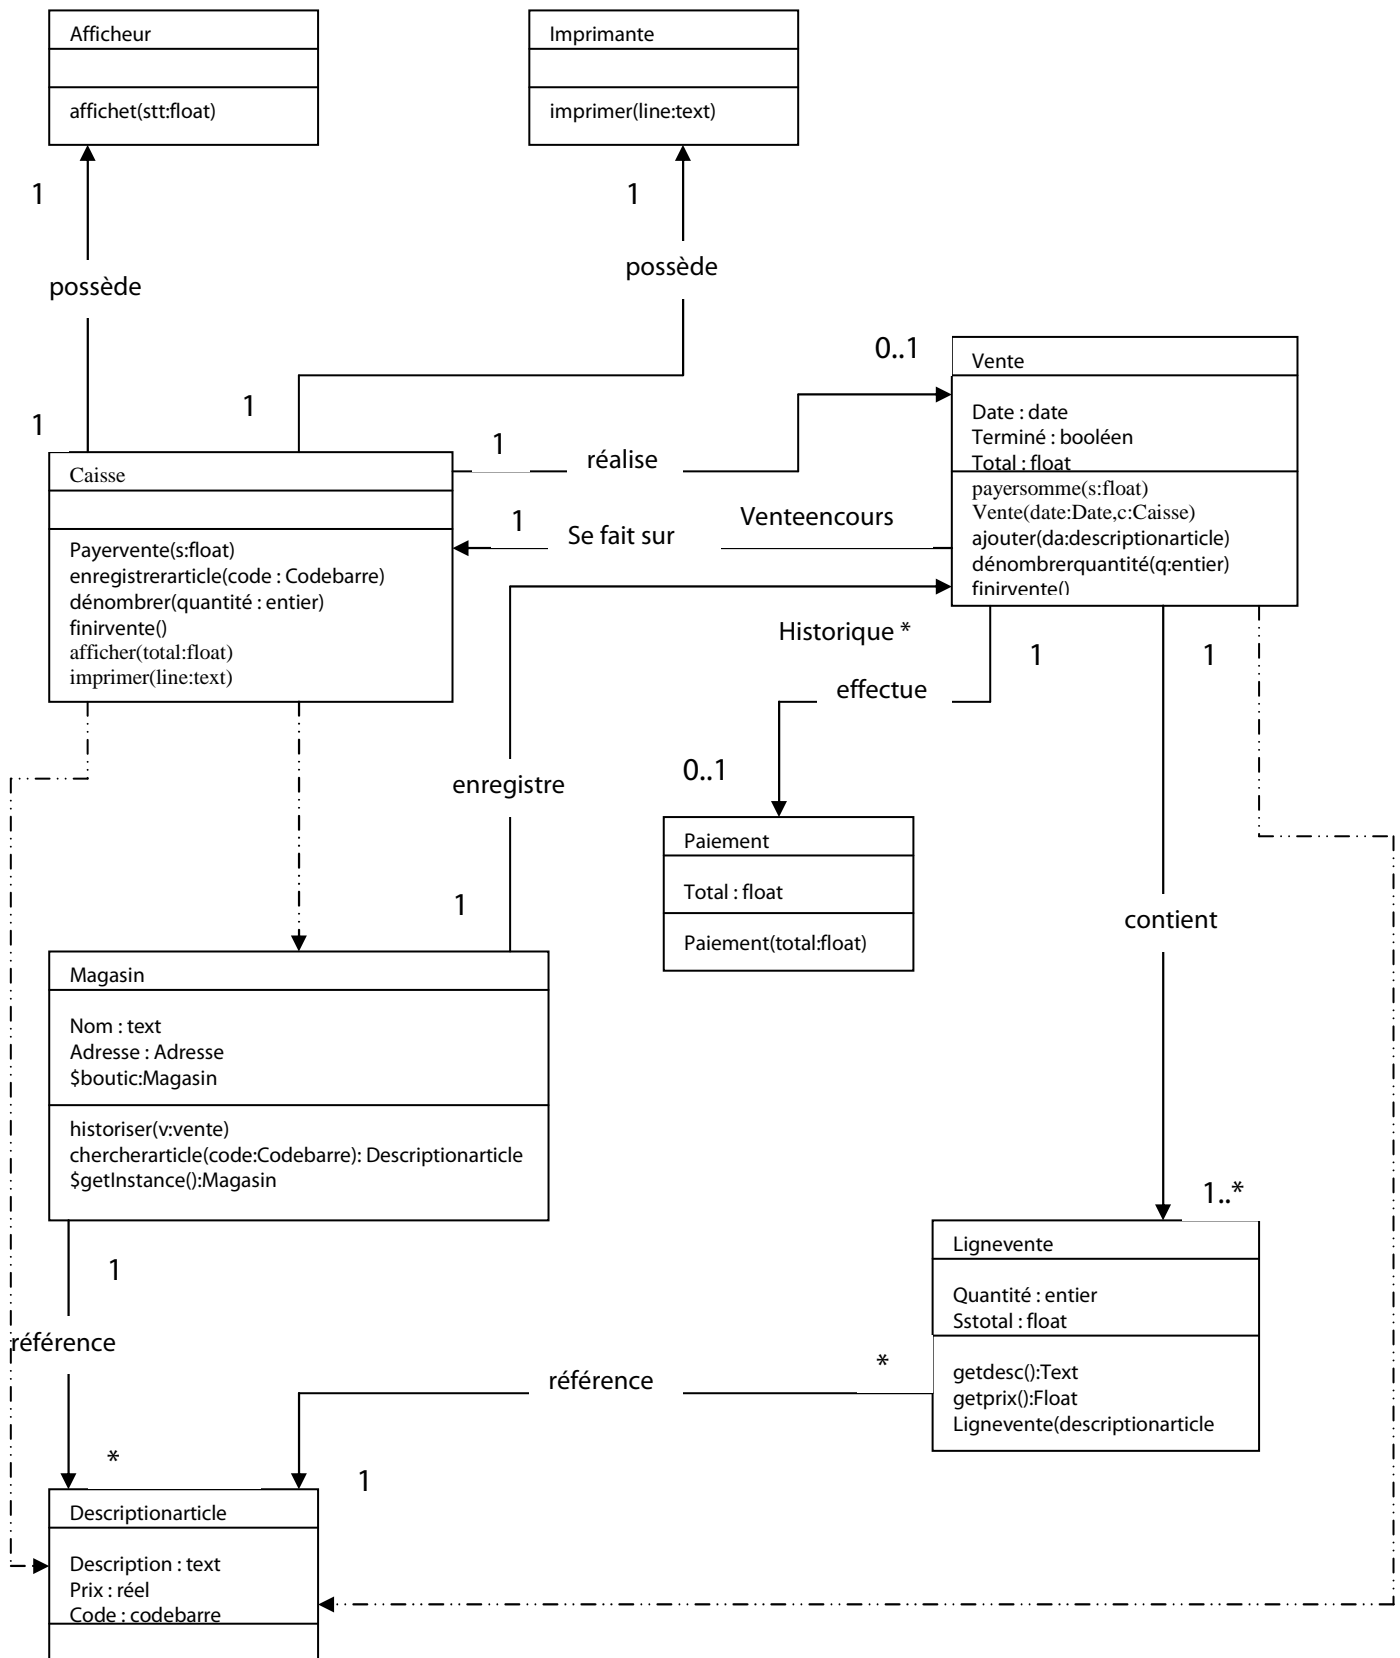 Afficheur
affichet(stt:float)
Imprimante
imprimer(line:text)
1
1
possède
possède
0..1
Vente
Date : date
Terminé : booléen
Total : float
payersomme(s:float)
Vente(date:Date,c:Caisse)
ajouter(da:descriptionarticle)
dénombrerquantité(q:entier)
finirvente()
1
1
1
réalise
Caisse
Payervente(s:float)
enregistrerarticle(code : Codebarre)
dénombrer(quantité : entier)
finirvente()
afficher(total:float)
imprimer(line:text)
1
Se fait sur
Venteencours
Historique *
1
1
effectue
0..1
enregistre
Paiement
Total : float
Paiement(total:float)
1
contient
Magasin
Nom : text
Adresse : Adresse
$boutic:Magasin
historiser(v:vente)
chercherarticle(code:Codebarre): Descriptionarticle
$getInstance():Magasin
1..*
1
Lignevente
Quantité : entier
Sstotal : float
getdesc():Text
getprix():Float
Lignevente(descriptionarticle
référence
*
référence
*
1
Descriptionarticle
Description : text
Prix : réel
Code : codebarre